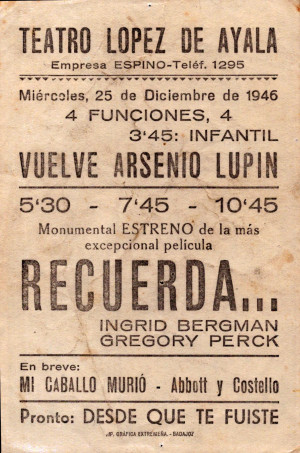 TEATRO LOPEZ DE AYALA
Empresa ESPINO-Teléf. 1295
Miércoles, 25 de Diciembre de 1946
4 FUNCIONES, 4
3'45: INFANTIL
VUELVE ARSENIO LUPIN
5'30 - 7'45 - 10'45
Monumental ESTRENO de la más
excepcional película
RECUERDA...
INGRID BERGMAN
GREGORY PERCK
En breve:
MI CABALLO MURIÓ - Abbott y Costello
Pronto: DESDE QUE TE FUISTE
GRÁFICA EXTREMEÑA. - BADAJOZ